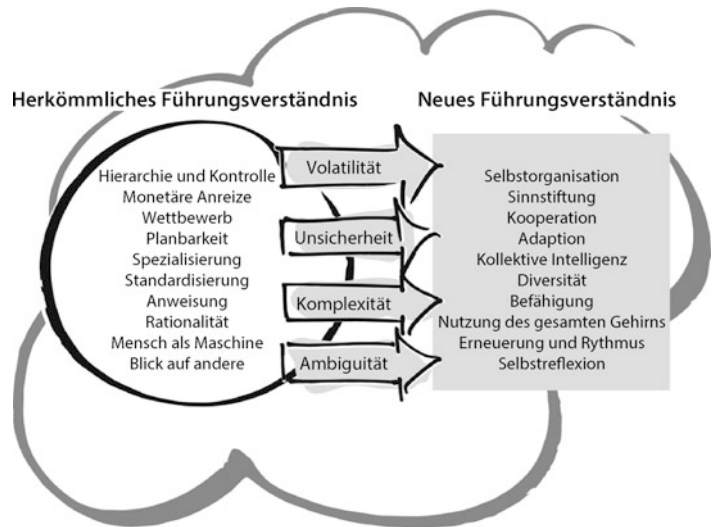 Herkömmliches Führungsverständnis
Hierarchie und Kontrolle
Monetäre Anreize
Wettbewerb
Planbarkeit
Spezialisierung
Standardisierung
Anweisung
Rationalität
Mensch als Maschine
Blick auf andere
Volatilität
Unsicherheit
Komplexität
Ambiguität
Neues Führungsverständnis
Selbstorganisation
Sinnstiftung
Kooperation
Adaption
Kollektive Intelligenz
Diversität
Befähigung
Nutzung des gesamten Gehirns
Erneuerung und Rythmus
Selbstreflexion